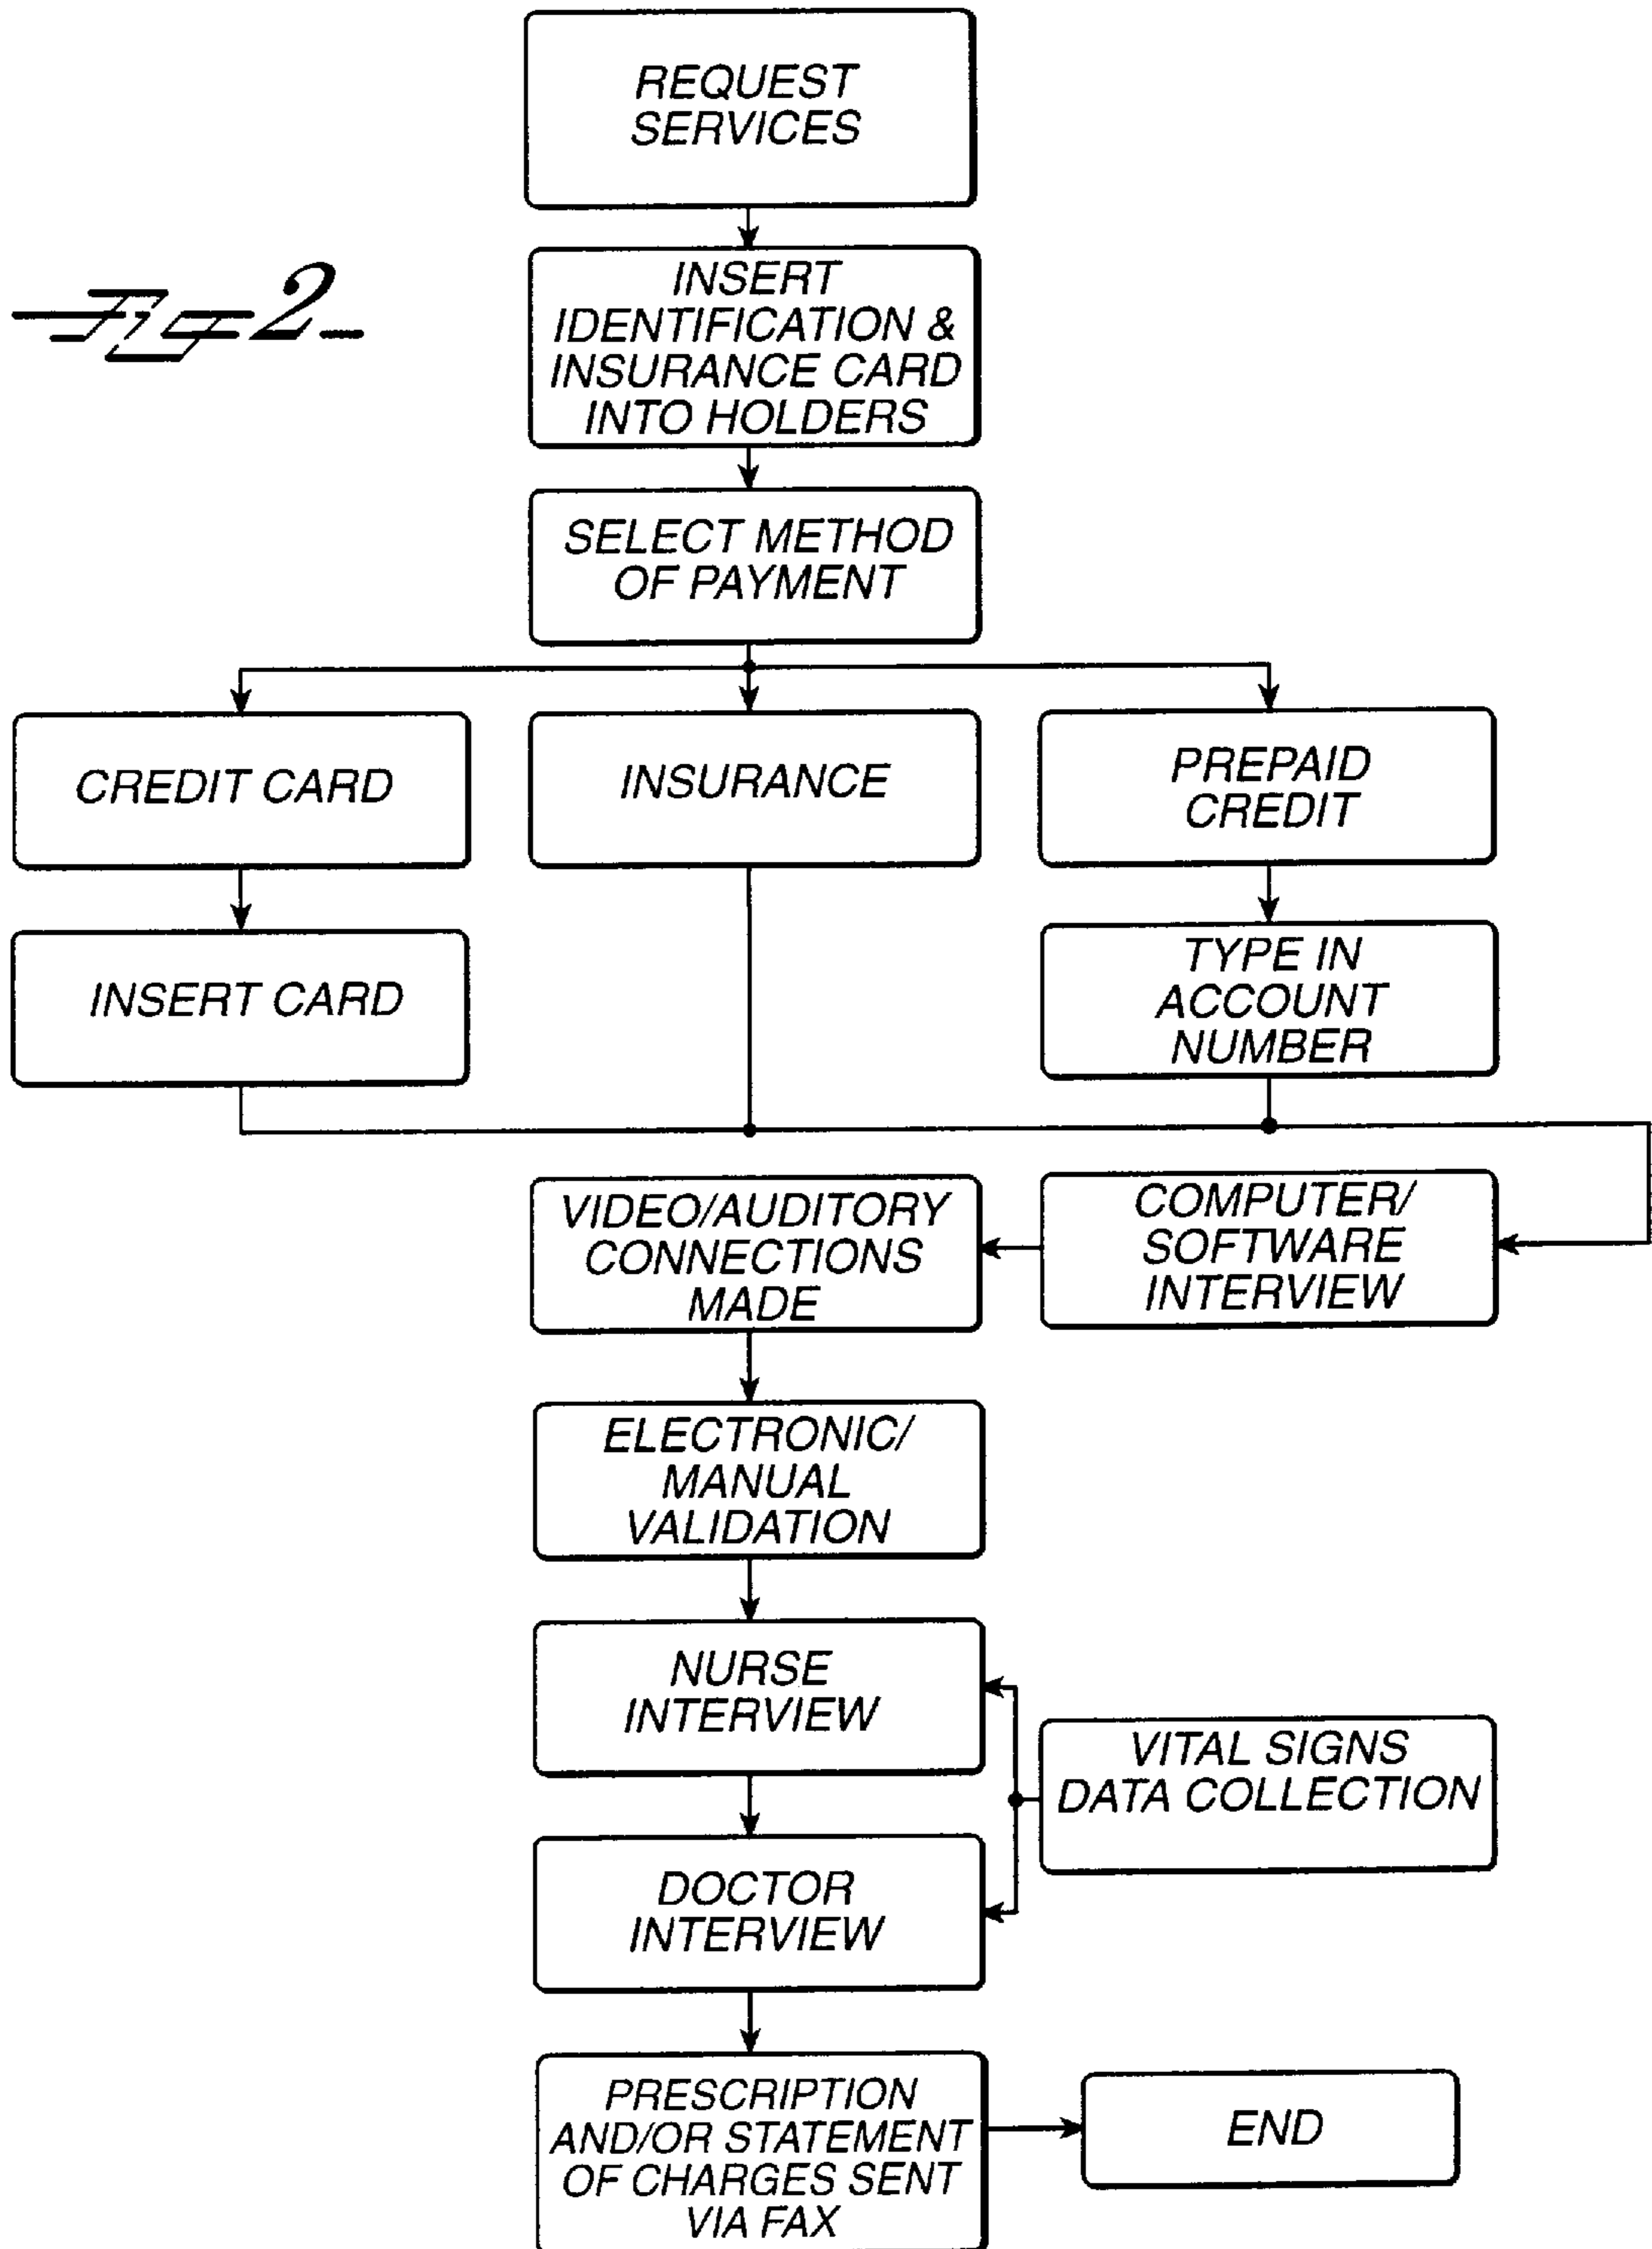 REQUEST
SERVICES
INSERT
IDENTIFICATION &
INSURANCE CARD
INTO HOLDERS
Fig 2
SELECT METHOD
OF PAYMENT
CREDIT CARD
INSURANCE
PREPAID
CREDIT
INSERT CARD
TYPE IN
ACCOUNT
NUMBER
VIDEO/AUDITORY
CONNECTIONS
MADE
COMPUTER/
SOFTWARE
INTERVIEW
ELECTRONIC/
MANUAL
VALIDATION
NURSE
INTERVIEW
VITAL SIGNS
DATA COLLECTION
DOCTOR
INTERVIEW
PRESCRIPTION
AND/OR STATEMENT
OF CHARGES SENT
VIA FAX
END